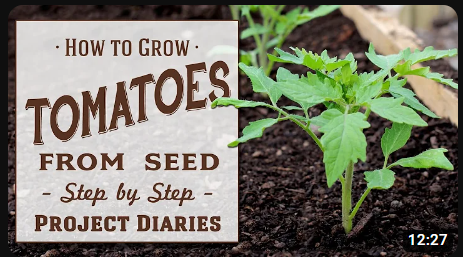 · How to Grow ·
TOMATOES
FROM SEED
- Step by Step -
Project Diaries
12:27